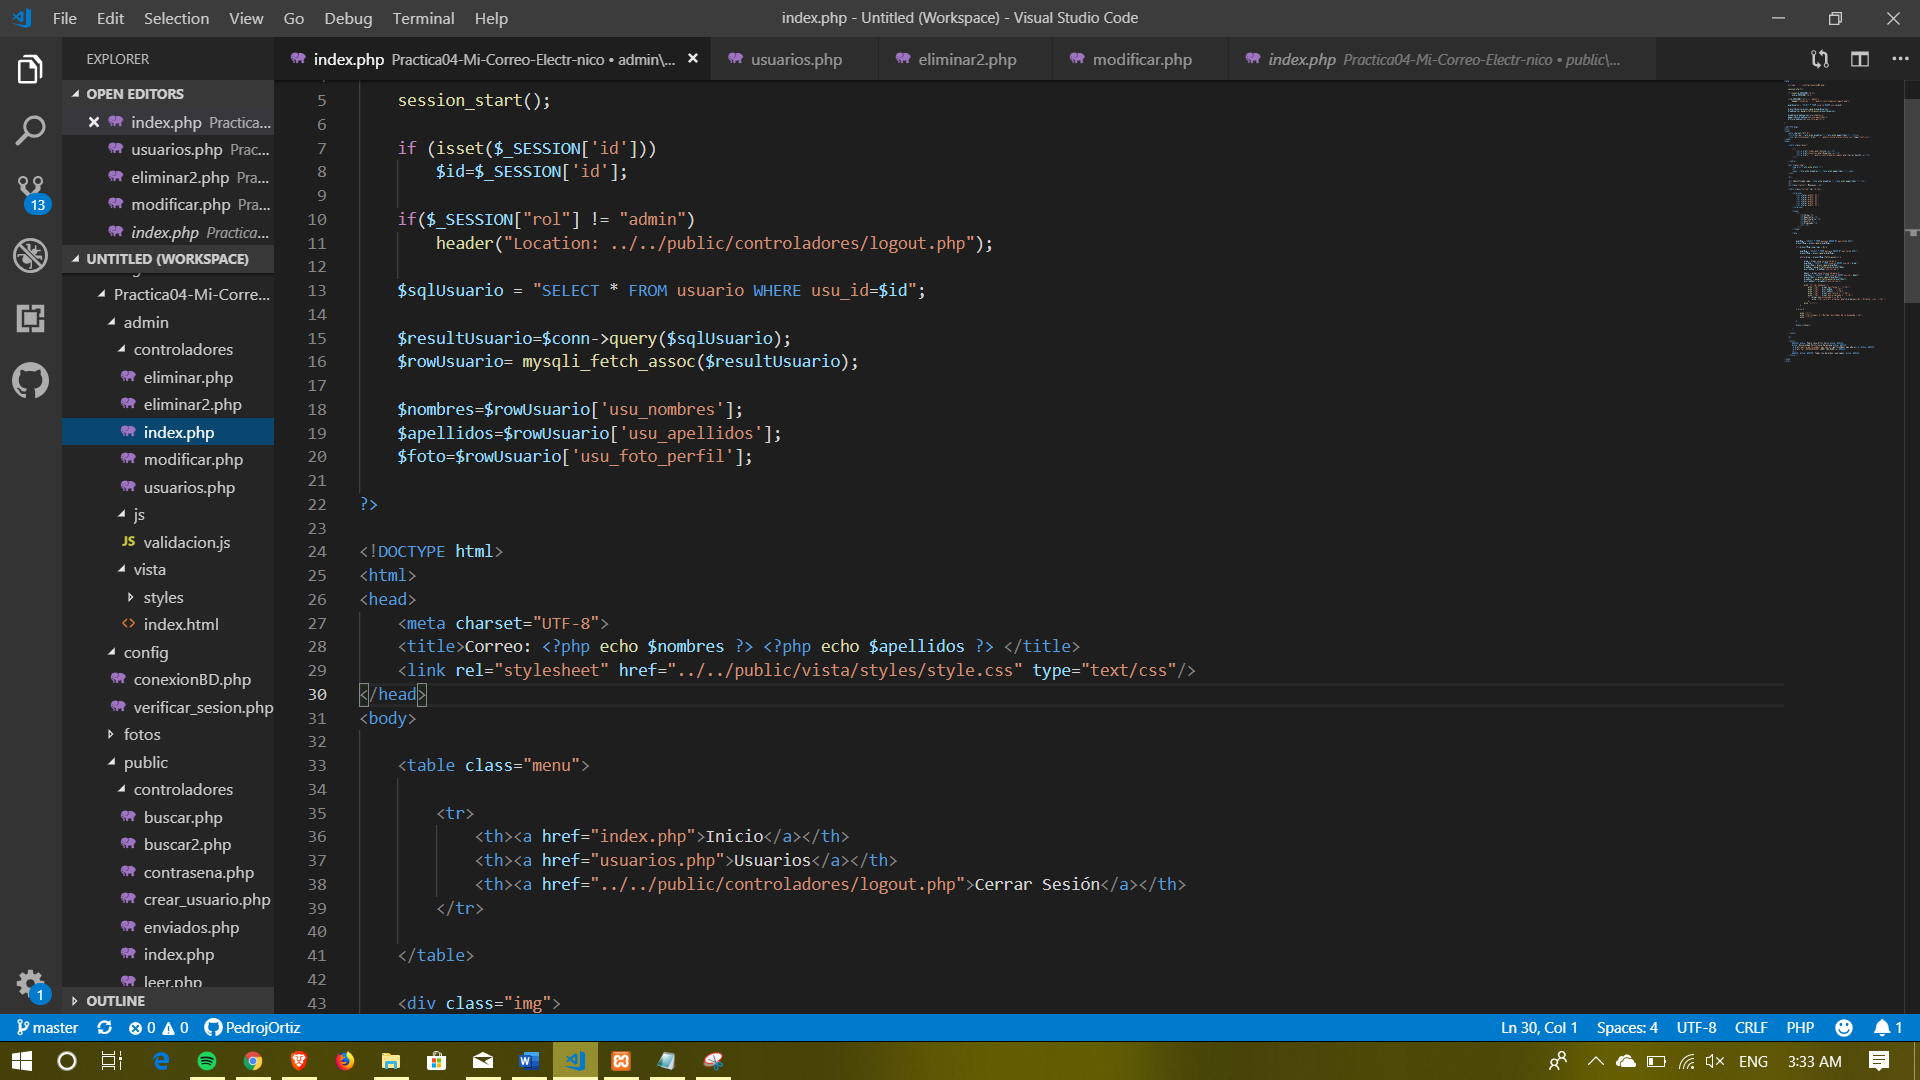 File Edit Selection View Go Debug Terminal Help
index.php - Untitled (Workspace) - Visual Studio Code
EXPLORER
index.php Practica04-Mi-Correo-Electr-nico • admin\...
usuarios.php
eliminar2.php
modificar.php
index.php Practica04-Mi-Correo-Electr-nico • public\...
OPEN EDITORS
index.php Practica...
usuarios.php Prac...
eliminar2.php Pra...
modificar.php Pra...
index.php Practica...
UNTITLED (WORKSPACE)
Practica04-Mi-Corre...
admin
controladores
eliminar.php
eliminar2.php
index.php
modificar.php
usuarios.php
js
JS validacion.js
vista
styles
<> index.html
config
conexionBD.php
verificar_sesion.php
fotos
public
controladores
buscar.php
buscar2.php
contrasena.php
crear_usuario.php
enviados.php
index.php
leer.php
OUTLINE
13
1
5 session_start();
6
7 if (isset($_SESSION['id']))
8 $id=$_SESSION['id'];
9
10 if($_SESSION["rol"] != "admin")
11 header("Location: ../../public/controladores/logout.php");
12
13 $sqlUsuario = "SELECT * FROM usuario WHERE usu_id=$id";
14
15 $resultUsuario=$conn->query($sqlUsuario);
16 $rowUsuario= mysqli_fetch_assoc($resultUsuario);
17
18 $nombres=$rowUsuario['usu_nombres'];
19 $apellidos=$rowUsuario['usu_apellidos'];
20 $foto=$rowUsuario['usu_foto_perfil'];
21
22 ?>
23
24 <!DOCTYPE html>
25 <html>
26 <head>
27 <meta charset="UTF-8">
28 <title>Correo: <?php echo $nombres ?> <?php echo $apellidos ?> </title>
29 <link rel="stylesheet" href="../../public/vista/styles/style.css" type="text/css"/>
30 </head>
31 <body>
32
33 <table class="menu">
34
35 <tr>
36 <th><a href="index.php">Inicio</a></th>
37 <th><a href="usuarios.php">Usuarios</a></th>
38 <th><a href="../../public/controladores/logout.php">Cerrar Sesión</a></th>
39 </tr>
40
41 </table>
42
43 <div class="img">
master 0 0 PedrojOrtiz
Ln 30, Col 1 Spaces: 4 UTF-8 CRLF PHP 1
ENG 3:33 AM